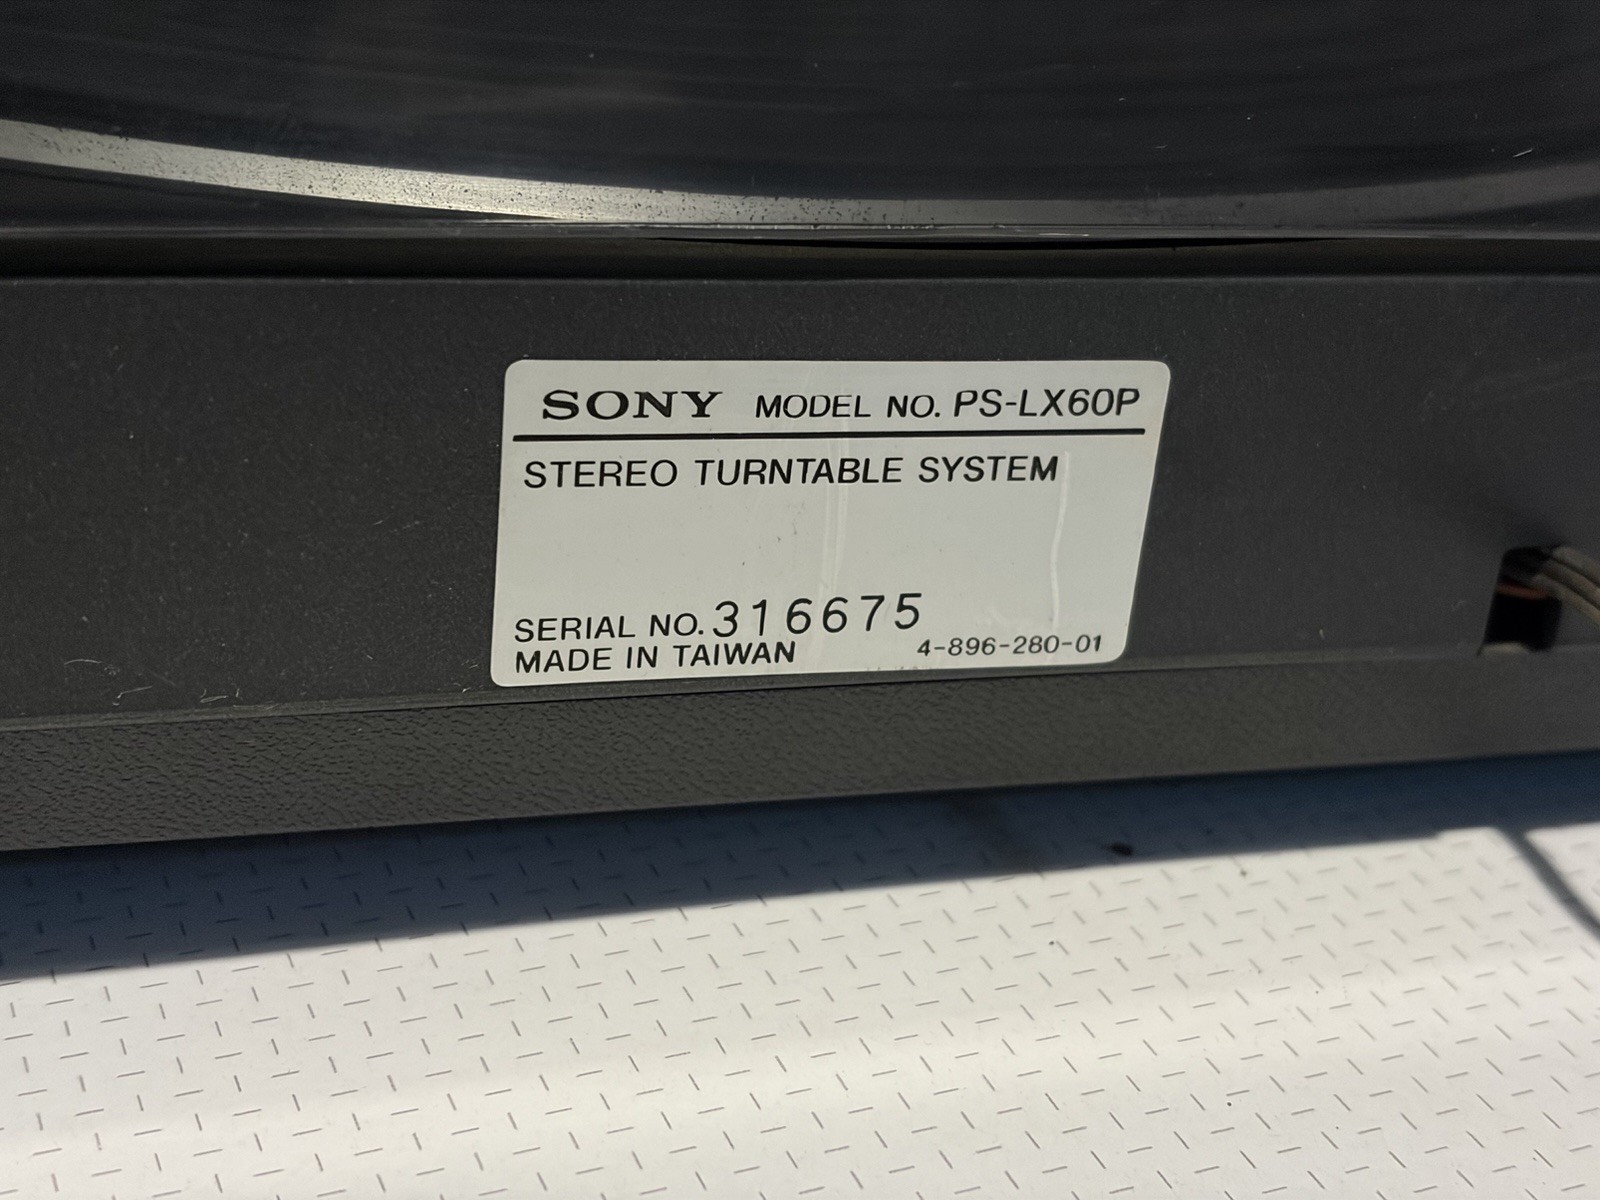 SONY MODEL NO. PS-LX60P
STEREO TURNTABLE SYSTEM
SERIAL NO. 316675
MADE IN TAIWAN 4-896-280-01